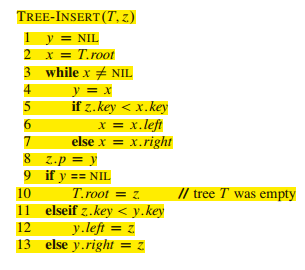 TREE-INSERT(T, z)
1 y = NIL
2 x = T.root
3 while x ≠ NIL
4 y = x
5 if z.key < x.key
6 x = x.left
7 else x = x.right
8 z.p = y
9 if y == NIL
10 T.root = z // tree T was empty
11 elseif z.key < y.key
12 y.left = z
13 else y.right = z